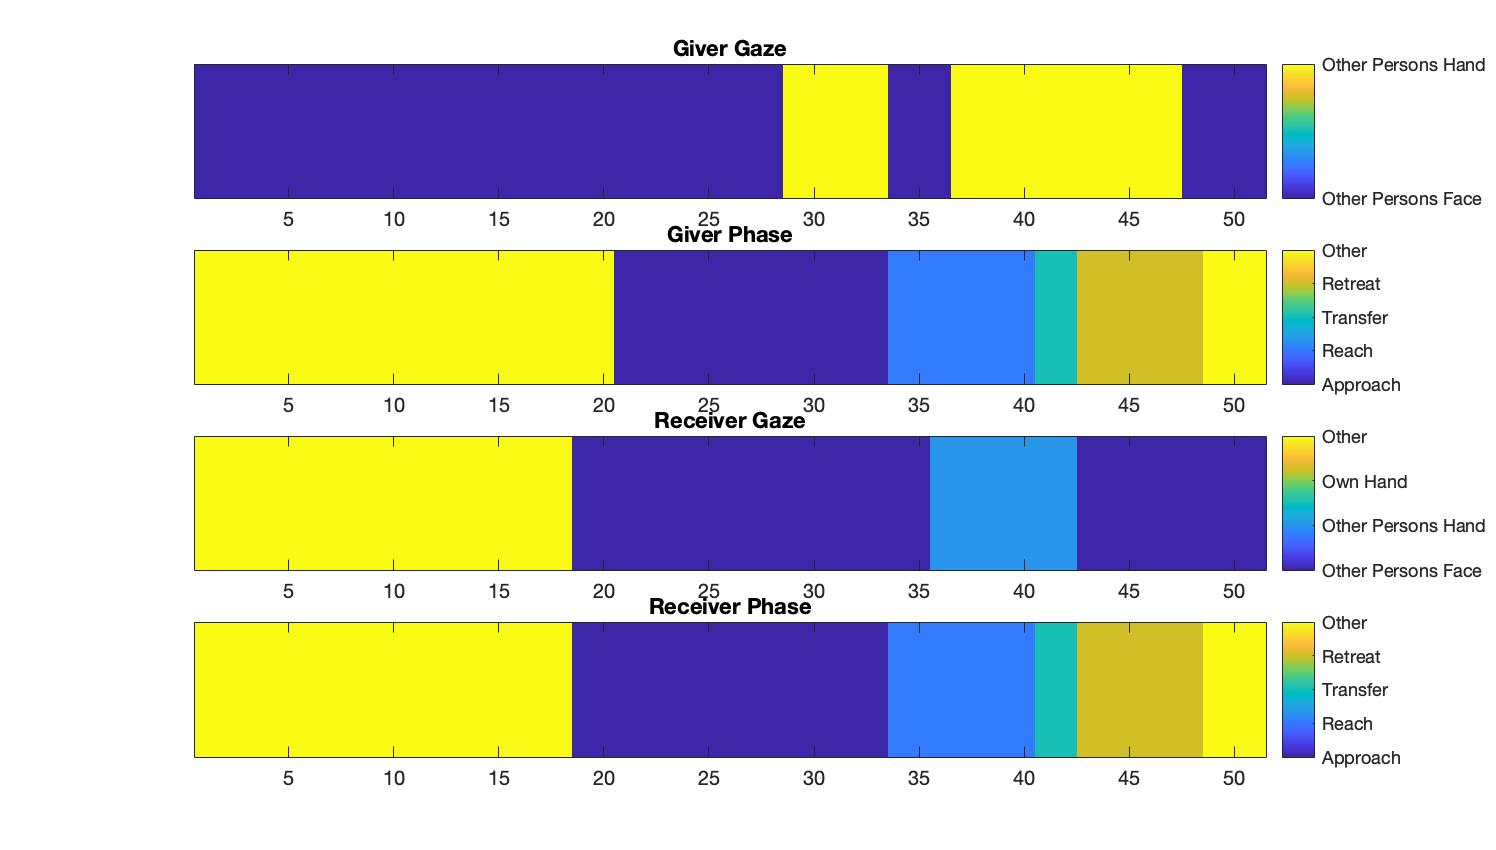 Giver Gaze
Other Persons Hand
Other Persons Face
5 10 15 20 25 30 35 40 45 50
Giver Phase
Other
Retreat
Transfer
Reach
Approach
5 10 15 20 25 30 35 40 45 50
Receiver Gaze
Other
Own Hand
Other Persons Hand
Other Persons Face
5 10 15 20 25 30 35 40 45 50
Receiver Phase
Other
Retreat
Transfer
Reach
Approach
5 10 15 20 25 30 35 40 45 50